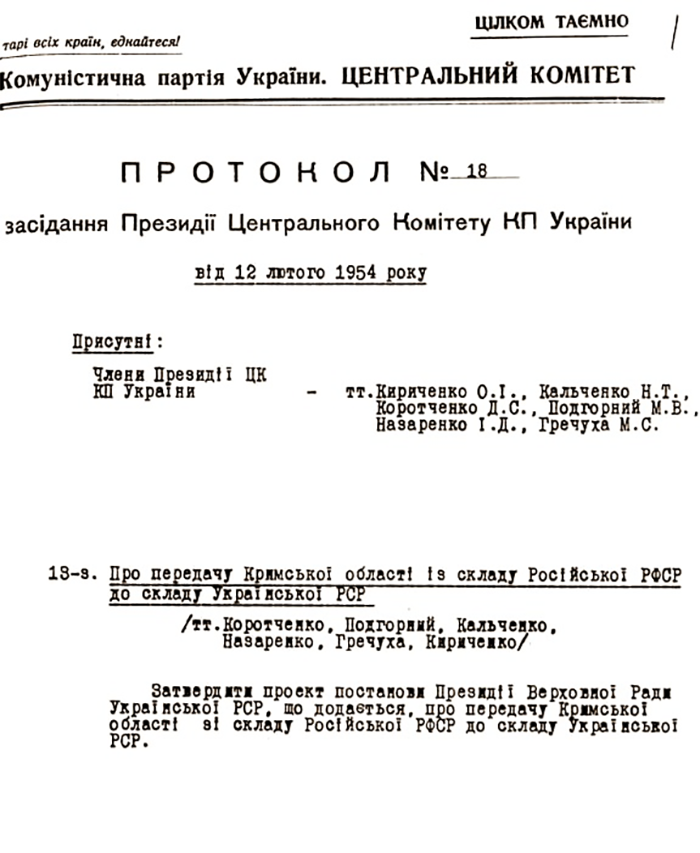 ЦІЛКОМ ТАЄМНО
тарі всіх країн, єднайтеся!
Комуністична партія України. ЦЕНТРАЛЬНИЙ КОМІТЕТ
ПРОТОКОЛ № 18
засідання Президії Центрального Комітету КП України
від 12 лютого 1954 року
Присутні:
Члени Президії ЦК
КП України – тт.Кириченко О.І., Кальченко Н.Т.,
Коротченко Д.С., Подгорний М.В.,
Назаренко І.Д., Гречуха М.С.
13-з. Про передачу Кримської області із складу Російської РФСР
до складу Української РСР
/тт.Коротченко, Подгорний, Кальченко,
Назаренко, Гречуха, Кириченко/
Затвердити проект постанови Президії Верховної Ради
Української РСР, що додається, про передачу Кримської
області зі складу Російської РФСР до складу Української
РСР.